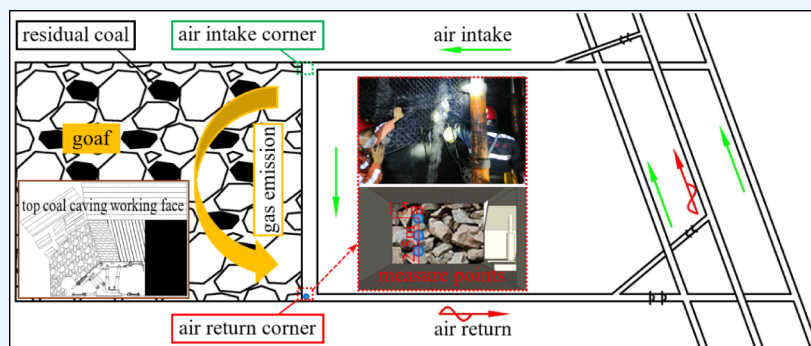 residual coal
air intake corner
air intake
goaf
gas emission
top coal caving working face
measure points
air return corner
air return